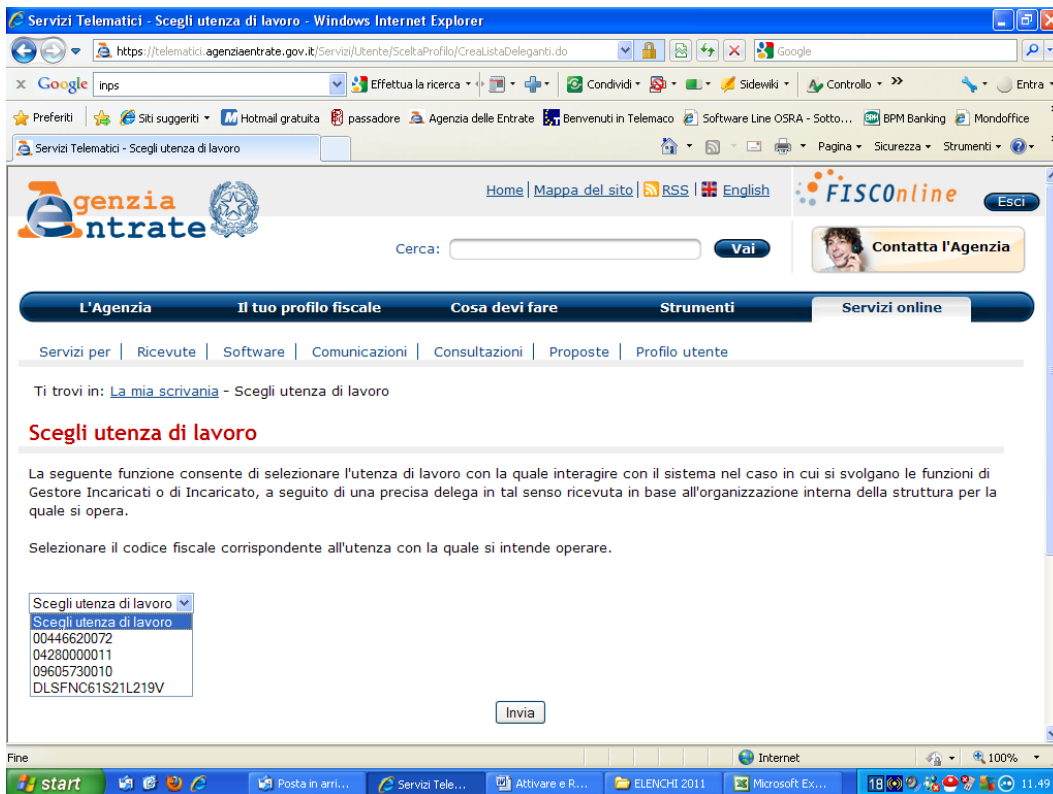 Servizi Telematici - Scegli utenza di lavoro - Windows Internet Explorer
https://telematici.agenziaentrate.gov.it/Servizi/Utente/SceltaProfilo/CreaListaDeleganti.do
Google
x Google inps Effettua la ricerca Condividi Sidewiki Controllo » Entra
Preferiti Siti suggeriti Hotmail gratuita passadore Agenzia delle Entrate Benvenuti in Telemaco Software Line OSRA - Sotto... BPM Banking Mondoffice
Servizi Telematici - Scegli utenza di lavoro Pagina Sicurezza Strumenti
Agenzia Entrate
Home | Mappa del sito | RSS | English
FISCOnline
Esci
Cerca: Vai
Contatta l'Agenzia
L'Agenzia Il tuo profilo fiscale Cosa devi fare Strumenti Servizi online
Servizi per | Ricevute | Software | Comunicazioni | Consultazioni | Proposte | Profilo utente
Ti trovi in: La mia scrivania - Scegli utenza di lavoro
Scegli utenza di lavoro
La seguente funzione consente di selezionare l'utenza di lavoro con la quale interagire con il sistema nel caso in cui si svolgano le funzioni di
Gestore Incaricati o di Incaricato, a seguito di una precisa delega in tal senso ricevuta in base all'organizzazione interna della struttura per la
quale si opera.
Selezionare il codice fiscale corrispondente all'utenza con la quale si intende operare.
Scegli utenza di lavoro
Scegli utenza di lavoro
00446620072
04280000011
09605730010
DLSFNC61S21L219V
Invia
Fine Internet 100%
start Posta in arri... Servizi Tele... Attivare e R... ELENCHI 2011 Microsoft Ex... 18 11.49